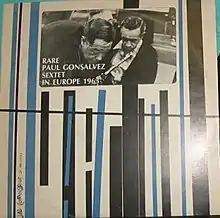 RARE
PAUL GONSALVEZ
SEXTET
IN EUROPE 1963